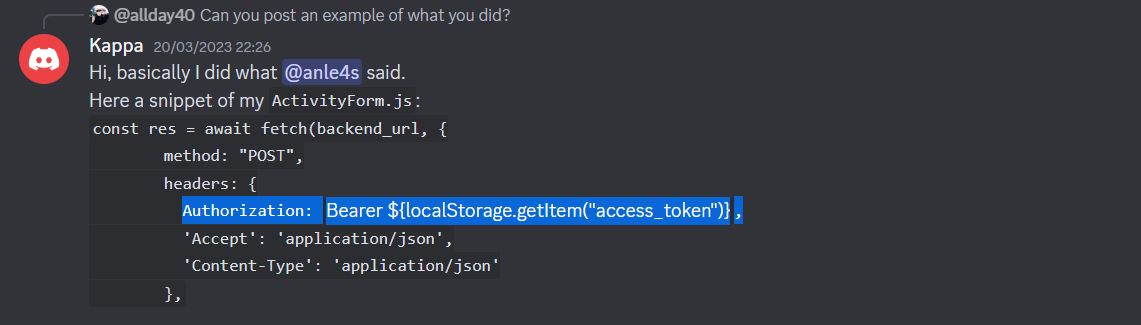 @allday40 Can you post an example of what you did?
Kappa 20/03/2023 22:26
Hi, basically I did what @anle4s said.
Here a snippet of my ActivityForm.js:
const res = await fetch(backend_url, {
method: "POST",
headers: {
Authorization: Bearer ${localStorage.getItem("access_token")},
'Accept': 'application/json',
'Content-Type': 'application/json'
},